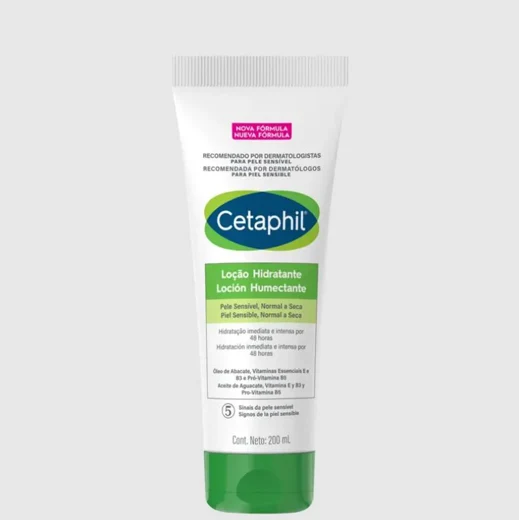 NOVA FÓRMULA
NUEVA FÓRMULA
RECOMENDADO POR DERMATOLOGISTAS
PARA PELE SENSÍVEL
RECOMENDADA POR DERMATÓLOGOS
PARA PIEL SENSIBLE
Cetaphil®
Loção Hidratante
Loción Humectante
Pele Sensível, Normal a Seca
Piel Sensible, Normal a Seca
Hidratação imediata e intensa por
48 horas
Hidratación inmediata e intensa por
48 horas
Óleo de Abacate, Vitaminas Essenciais E e
B3 e Pró-Vitamina B5
Aceite de Aguacate, Vitamina E y B3 y
Pro-Vitamina B5
5 Sinais da pele sensível
Signos de la piel sensible
Cont. Neto: 200 mL